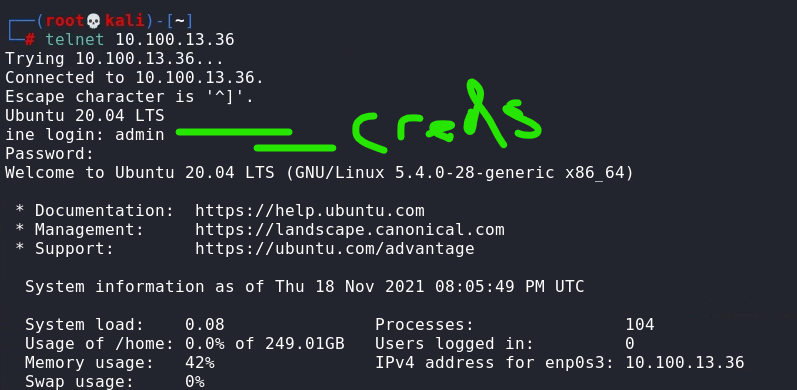 ┌──(root💀kali)-[~]
└─# telnet 10.100.13.36
Trying 10.100.13.36...
Connected to 10.100.13.36.
Escape character is '^]'.
Ubuntu 20.04 LTS
ine login: admin creds
Password:
Welcome to Ubuntu 20.04 LTS (GNU/Linux 5.4.0-28-generic x86_64)
* Documentation:  https://help.ubuntu.com
* Management:     https://landscape.canonical.com
* Support:        https://ubuntu.com/advantage
System information as of Thu 18 Nov 2021 08:05:49 PM UTC
System load:    0.08               Processes:               104
Usage of /home: 0.0% of 249.01GB   Users logged in:         0
Memory usage:   42%                IPv4 address for enp0s3: 10.100.13.36
Swap usage:     0%